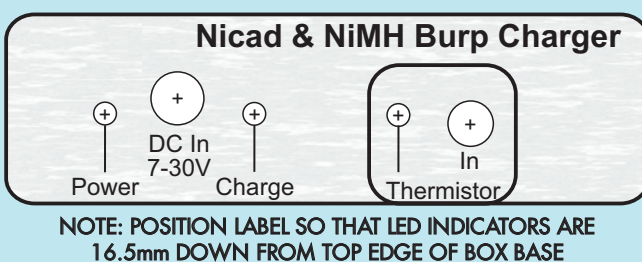 Nicad & NiMH Burp Charger
DC In
7-30V
In
Power
Charge
Thermistor
NOTE: POSITION LABEL SO THAT LED INDICATORS ARE
16.5mm DOWN FROM TOP EDGE OF BOX BASE